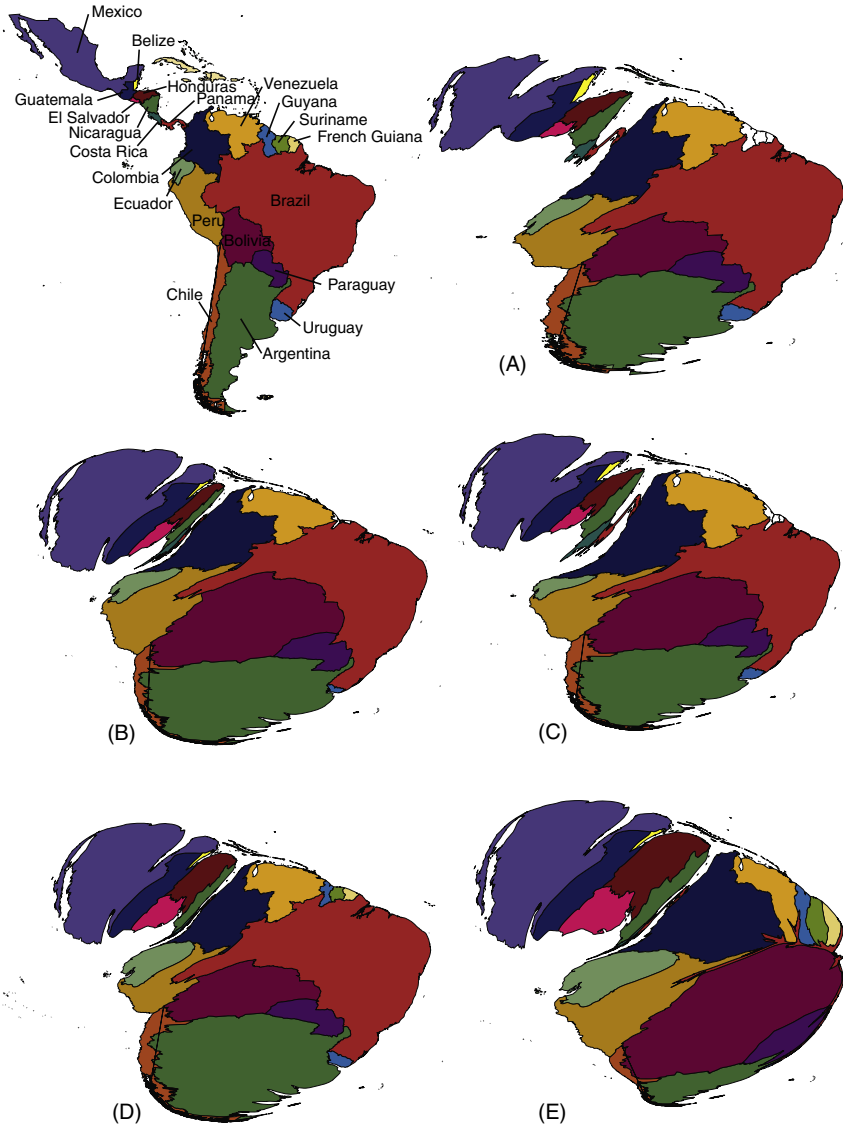 Mexico
Belize
Honduras
Venezuela
Guatemala
Panama
Guyana
El Salvador
Suriname
Nicaragua
French Guiana
Costa Rica
Colombia
Ecuador
Brazil
Peru
Bolivia
Paraguay
Chile
Uruguay
Argentina
(A)
(B)
(C)
(D)
(E)